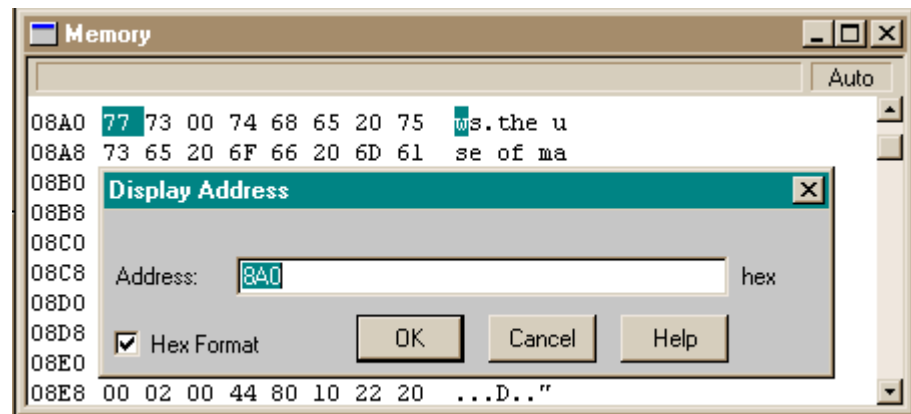 Memory
Auto
08A0 77 73 00 74 68 65 20 75 ws.the u
08A8 73 65 20 6F 66 20 6D 61 se of ma
08B0
Display Address
08B8
08C0
08C8 Address: 8A0 hex
08D0
08D8 Hex Format OK Cancel Help
08E0
08E8 00 02 00 44 80 10 22 20 ...D.."